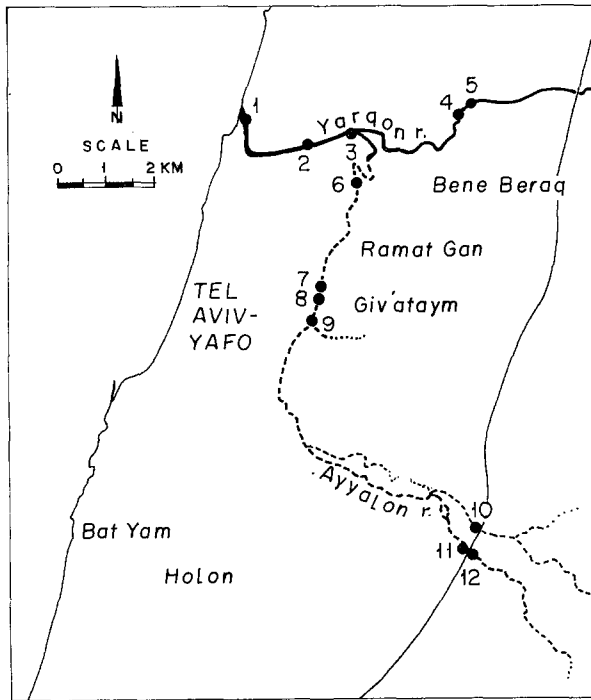 1
5
4
Yarqon r.
N
SCALE
0 1 2 KM
2
3
6
Bene Beraq
Ramat Gan
7
8
TEL
AVIV-
YAFO
Giv'ataym
9
Ayyalon r.
10
Bat Yam
11
12
Holon